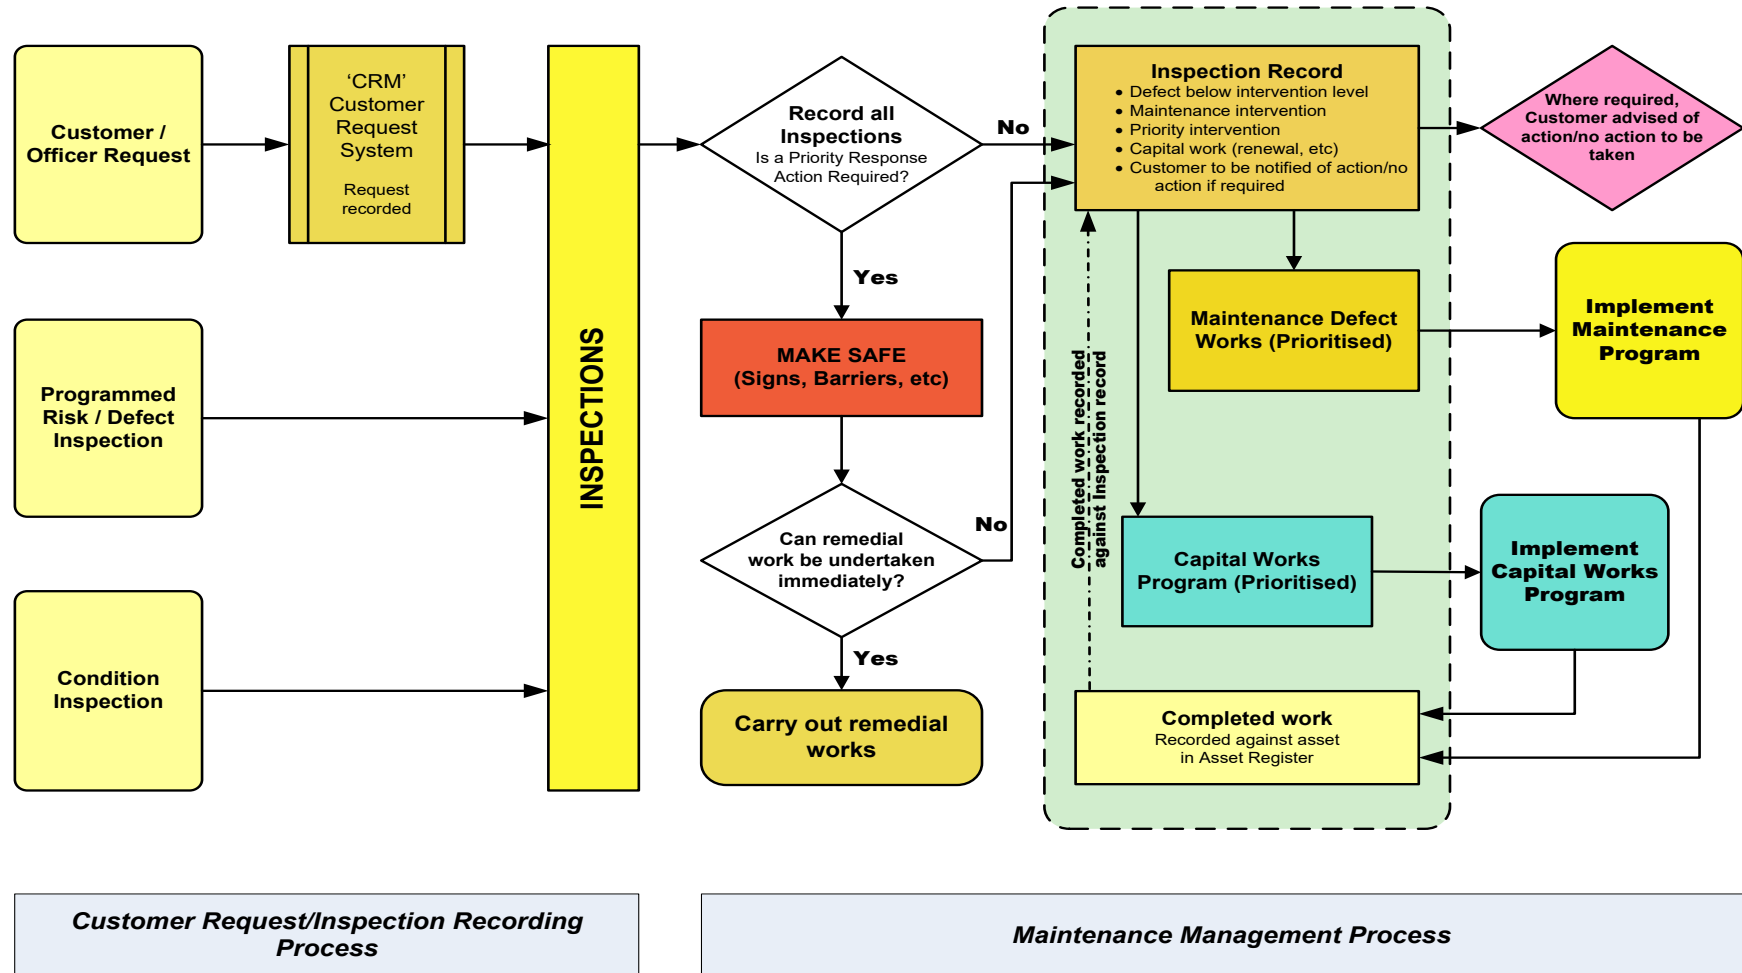 Customer /
Officer Request
‘CRM’
Customer
Request
System
Request
recorded
Programmed
Risk / Defect
Inspection
Condition
Inspection
INSPECTIONS
Record all
Inspections
Is a Priority Response
Action Required?
No
Yes
MAKE SAFE
(Signs, Barriers, etc)
Can remedial
work be undertaken
immediately?
No
Yes
Carry out remedial
works
Inspection Record
• Defect below intervention level
• Maintenance intervention
• Priority intervention
• Capital work (renewal, etc)
• Customer to be notified of action/no
action if required
Where required,
Customer advised of
action/no action to be
taken
Maintenance Defect
Works (Prioritised)
Implement
Maintenance
Program
Completed work recorded
against Inspection record
Capital Works
Program (Prioritised)
Implement
Capital Works
Program
Completed work
Recorded against asset
in Asset Register
Customer Request/Inspection Recording
Process
Maintenance Management Process